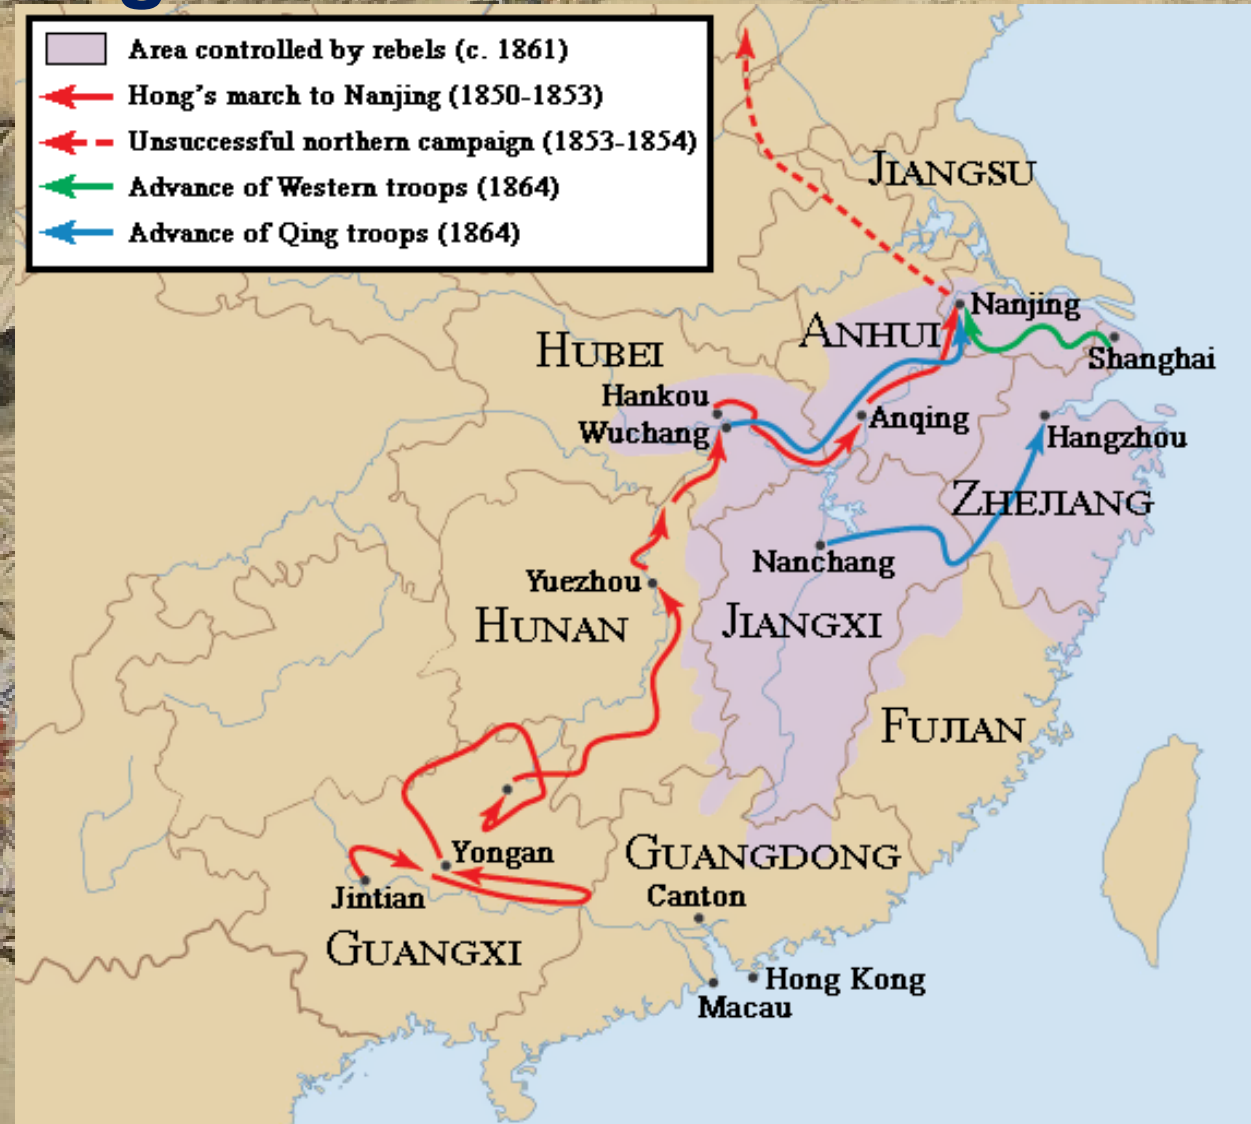 Area controlled by rebels (c. 1861)
Hong's march to Nanjing (1850-1853)
Unsuccessful northern campaign (1853-1854)
Advance of Western troops (1864)
Advance of Qing troops (1864)
JIANGSU
Nanjing
ANHUI
HUBEI
Shanghai
Hankou
Wuchang
Anqing
Hangzhou
ZHEJIANG
Nanchang
Yuezhou
HUNAN
JIANGXI
FUJIAN
Yongan
GUANGDONG
Jintian
Canton
GUANGXI
Hong Kong
Macau